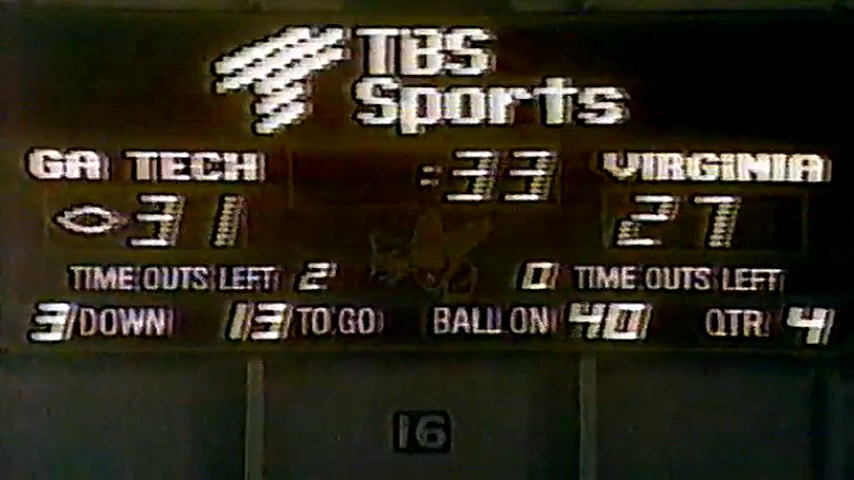 TBS
Sports
GA TECH :33 VIRGINIA
31 27
TIME OUTS LEFT 2 0 TIME OUTS LEFT
3 DOWN 13 TO GO BALL ON 40 QTR 4
16